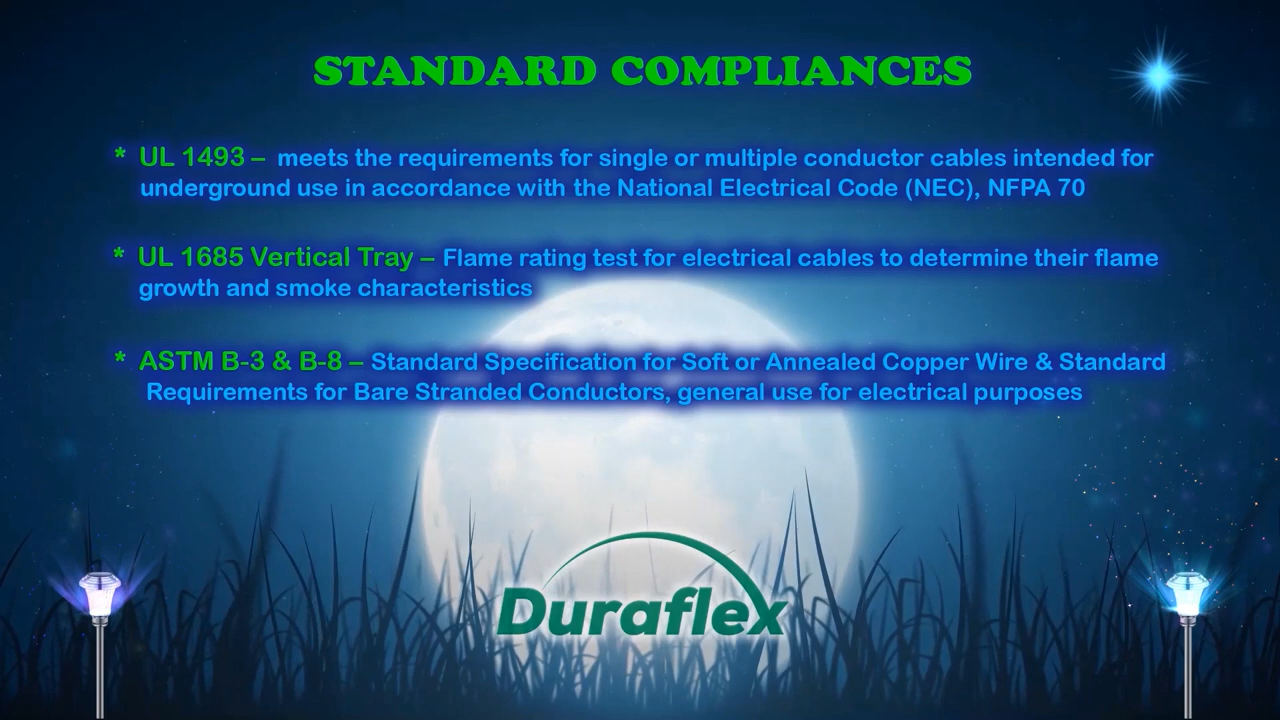 STANDARD COMPLIANCES
* UL 1493 – meets the requirements for single or multiple conductor cables intended for
underground use in accordance with the National Electrical Code (NEC), NFPA 70
* UL 1685 Vertical Tray – Flame rating test for electrical cables to determine their flame
growth and smoke characteristics
* ASTM B-3 & B-8 – Standard Specification for Soft or Annealed Copper Wire & Standard
Requirements for Bare Stranded Conductors, general use for electrical purposes
Duraflex